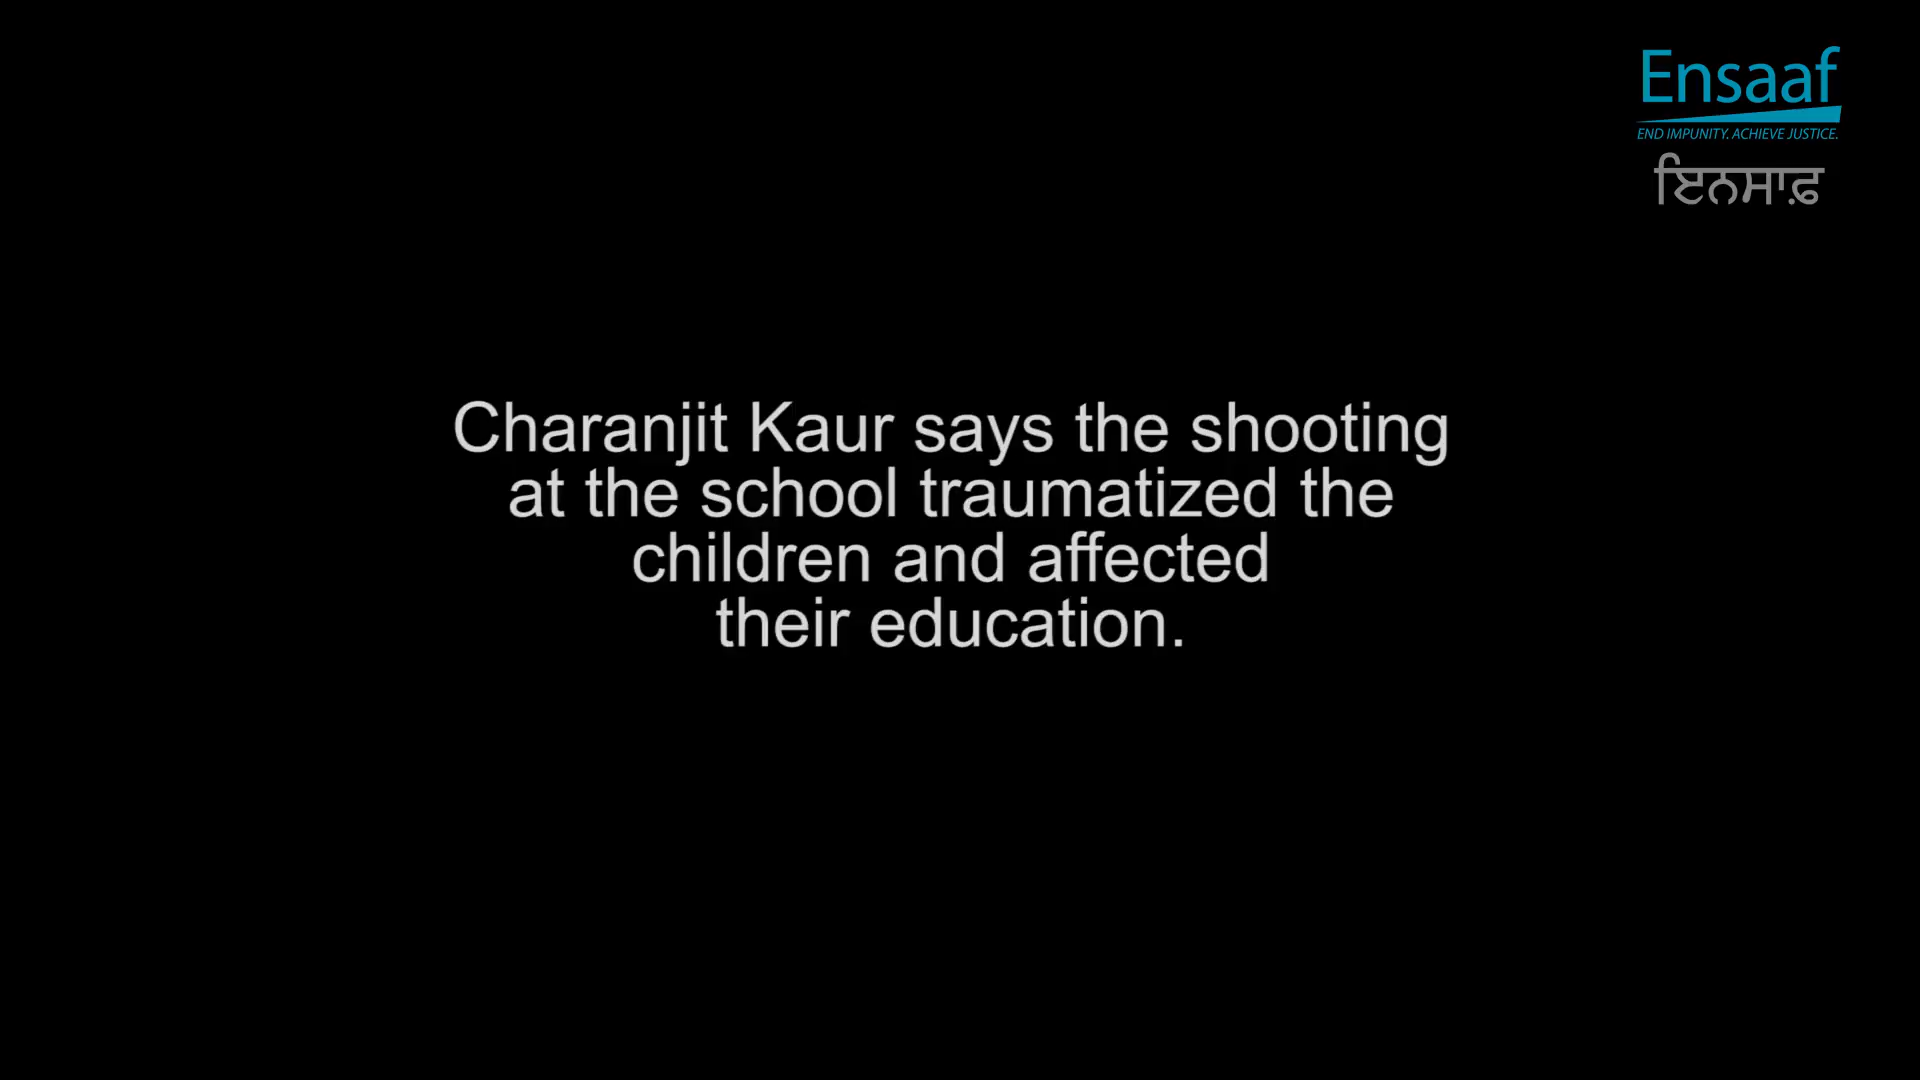 Ensaaf
END IMPUNITY. ACHIEVE JUSTICE.
ਇਨਸਾਫ਼
Charanjit Kaur says the shooting
at the school traumatized the
children and affected
their education.